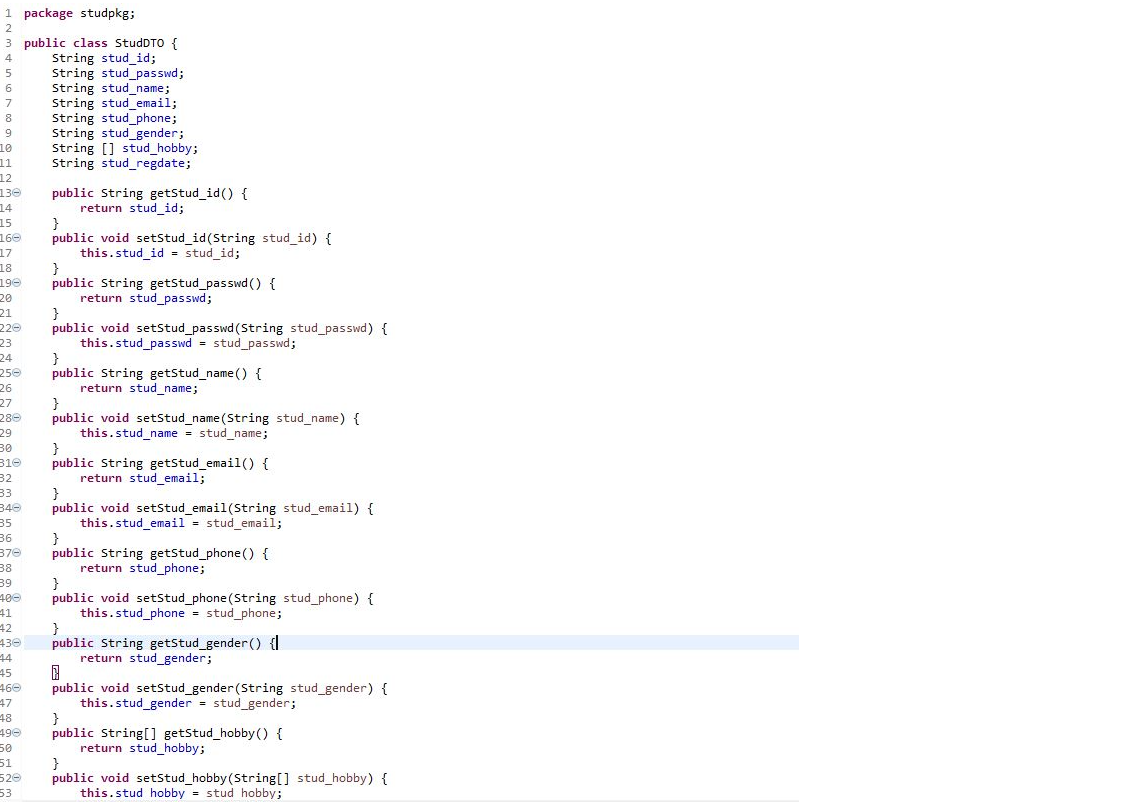 1 package studpkg;
2
3 public class StudDTO {
4     String stud_id;
5     String stud_passwd;
6     String stud_name;
7     String stud_email;
8     String stud_phone;
9     String stud_gender;
10     String [] stud_hobby;
11     String stud_regdate;
12
13     public String getStud_id() {
14         return stud_id;
15     }
16     public void setStud_id(String stud_id) {
17         this.stud_id = stud_id;
18     }
19     public String getStud_passwd() {
20         return stud_passwd;
21     }
22     public void setStud_passwd(String stud_passwd) {
23         this.stud_passwd = stud_passwd;
24     }
25     public String getStud_name() {
26         return stud_name;
27     }
28     public void setStud_name(String stud_name) {
29         this.stud_name = stud_name;
30     }
31     public String getStud_email() {
32         return stud_email;
33     }
34     public void setStud_email(String stud_email) {
35         this.stud_email = stud_email;
36     }
37     public String getStud_phone() {
38         return stud_phone;
39     }
40     public void setStud_phone(String stud_phone) {
41         this.stud_phone = stud_phone;
42     }
43     public String getStud_gender() {
44         return stud_gender;
45     }
46     public void setStud_gender(String stud_gender) {
47         this.stud_gender = stud_gender;
48     }
49     public String[] getStud_hobby() {
50         return stud_hobby;
51     }
52     public void setStud_hobby(String[] stud_hobby) {
53         this.stud_hobby = stud_hobby;